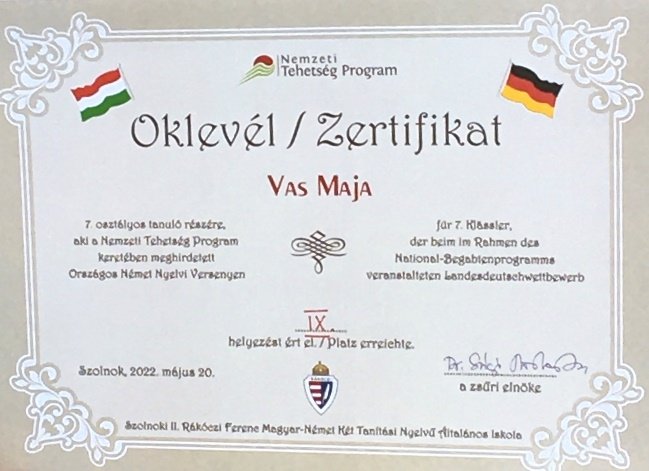 Nemzeti
Tehetség Program
Oklevél / Zertifikat
Vas Maja
7. osztályos tanuló részére,
aki a Nemzeti Tehetség Program
keretében meghirdetett
Országos Német Nyelvi Versenyen
für 7. Klässler,
der beim im Rahmen des
National-Begabtenprogramms
veranstalteten Landesdeutschwettbewerb
IX.
helyezést ért el. / Platz erreichte.
Szolnok, 2022. május 20.
Dr.
a zsűri elnöke
Szolnoki II. Rákóczi Ferenc Magyar-Német Két Tanítási Nyelvű Általános Iskola